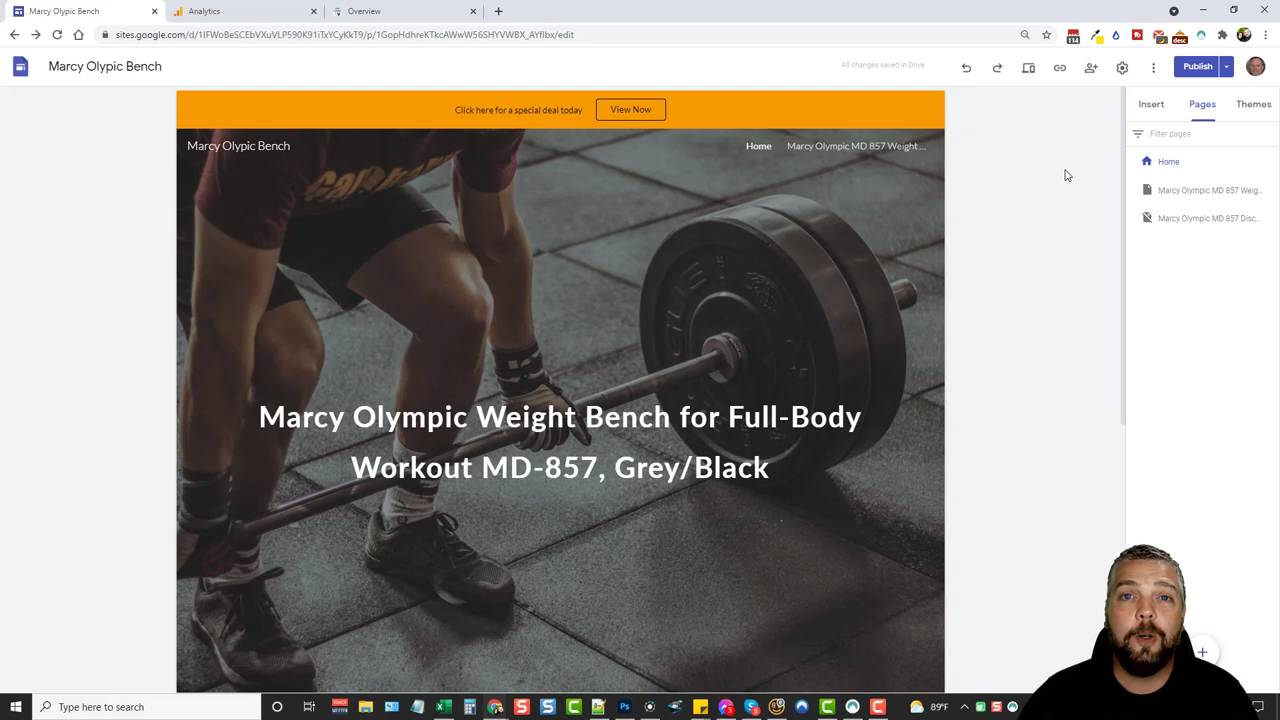 Marcy Olypic Bench
Analytics
Overview
sites.google.com/d/1IFWoBeSCEbVXuVLP590K91iTxYCyKkT9/p/1GopHdhreKTkcAWwW56SHYVWBX_AYflbx/edit
114
desc
Marcy Olypic Bench
All changes saved in Drive
Publish
Insert
Pages
Themes
Filter pages
Home
Marcy Olympic MD 857 Weig...
Marcy Olympic MD 857 Disc...
Click here for a special deal today
View Now
Marcy Olypic Bench
Home
Marcy Olympic MD 857 Weight ...
Marcy Olympic Weight Bench for Full-Body
Workout MD-857, Grey/Black
Type here to search
89°F